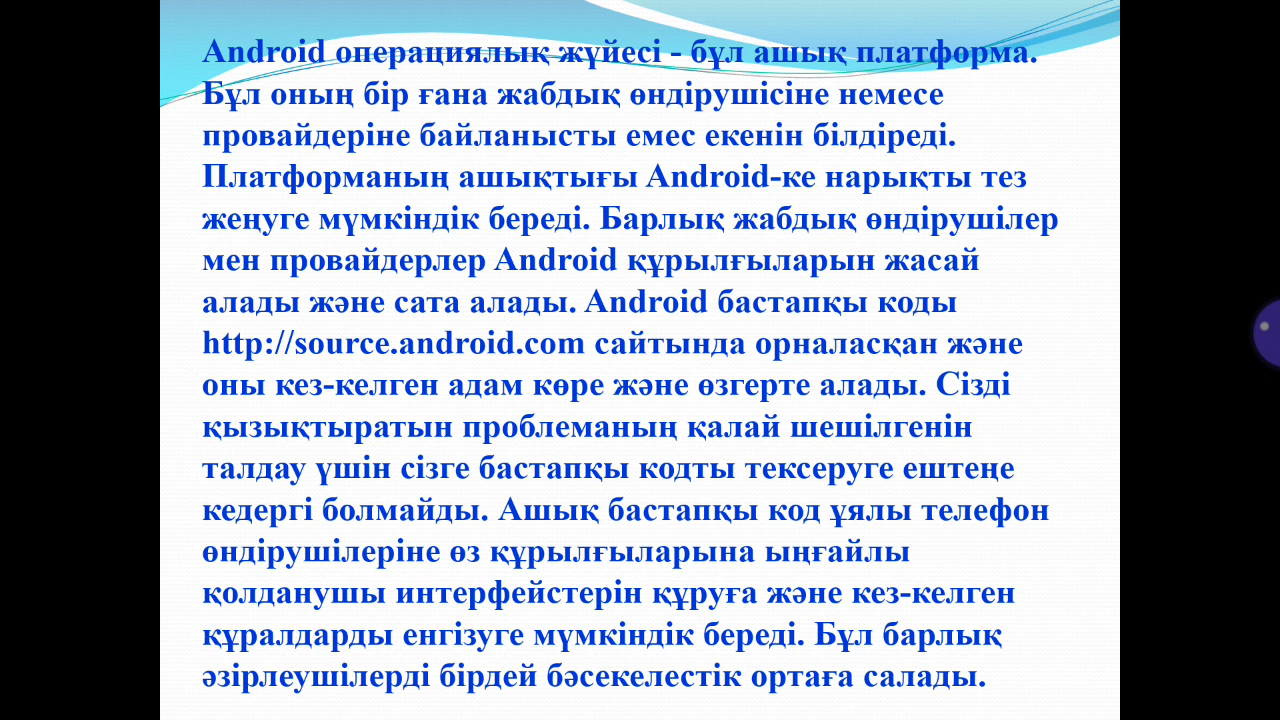 Android операциялық жүйесі - бұл ашық платформа.
Бұл оның бір ғана жабдық өндірушісіне немесе
провайдеріне байланысты емес екенін білдіреді.
Платформаның ашықтығы Android-ке нарықты тез
жеңуге мүмкіндік береді. Барлық жабдық өндірушілер
мен провайдерлер Android құрылғыларын жасай
алады және сата алады. Android бастапқы коды
http://source.android.com сайтында орналасқан және
оны кез-келген адам көре және өзгерте алады. Сізді
қызықтыратын проблеманың қалай шешілгенін
талдау үшін сізге бастапқы кодты тексеруге ештеңе
кедергі болмайды. Ашық бастапқы код ұялы телефон
өндірушілеріне өз құрылғыларына ыңғайлы
қолданушы интерфейстерін құруға және кез-келген
құралдарды енгізуге мүмкіндік береді. Бұл барлық
әзірлеушілерді бірдей бәсекелестік ортаға салады.